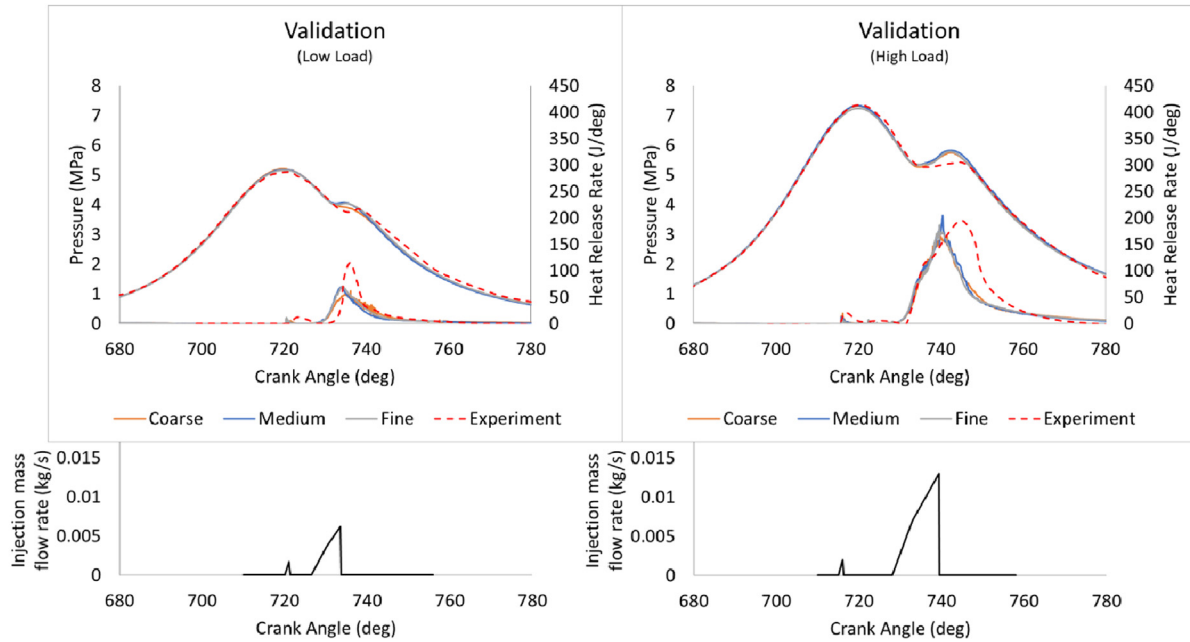 Validation
(Low Load)
8
7
6
5
4
3
2
1
0
Pressure (MPa)
450
400
350
300
250
200
150
100
50
0
Heat Release Rate (J/deg)
680 700 720 740 760 780
Crank Angle (deg)
Coarse Medium Fine Experiment
Validation
(High Load)
8
7
6
5
4
3
2
1
0
Pressure (MPa)
450
400
350
300
250
200
150
100
50
0
Heat Release Rate (J/deg)
680 700 720 740 760 780
Crank Angle (deg)
Coarse Medium Fine Experiment
Injection mass
flow rate (kg/s)
0.015
0.01
0.005
0
680 700 720 740 760 780
Crank Angle (deg)
Injection mass
flow rate (kg/s)
0.015
0.01
0.005
0
680 700 720 740 760 780
Crank Angle (deg)